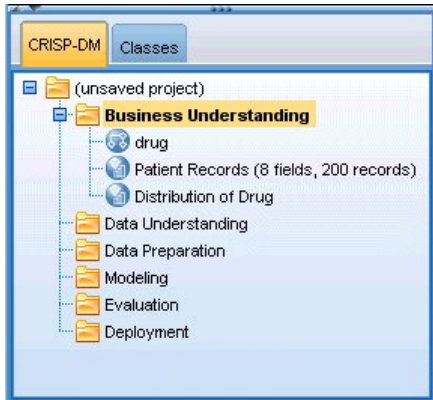 CRISP-DM Classes
(unsaved project)
Business Understanding
drug
Patient Records (8 fields, 200 records)
Distribution of Drug
Data Understanding
Data Preparation
Modeling
Evaluation
Deployment